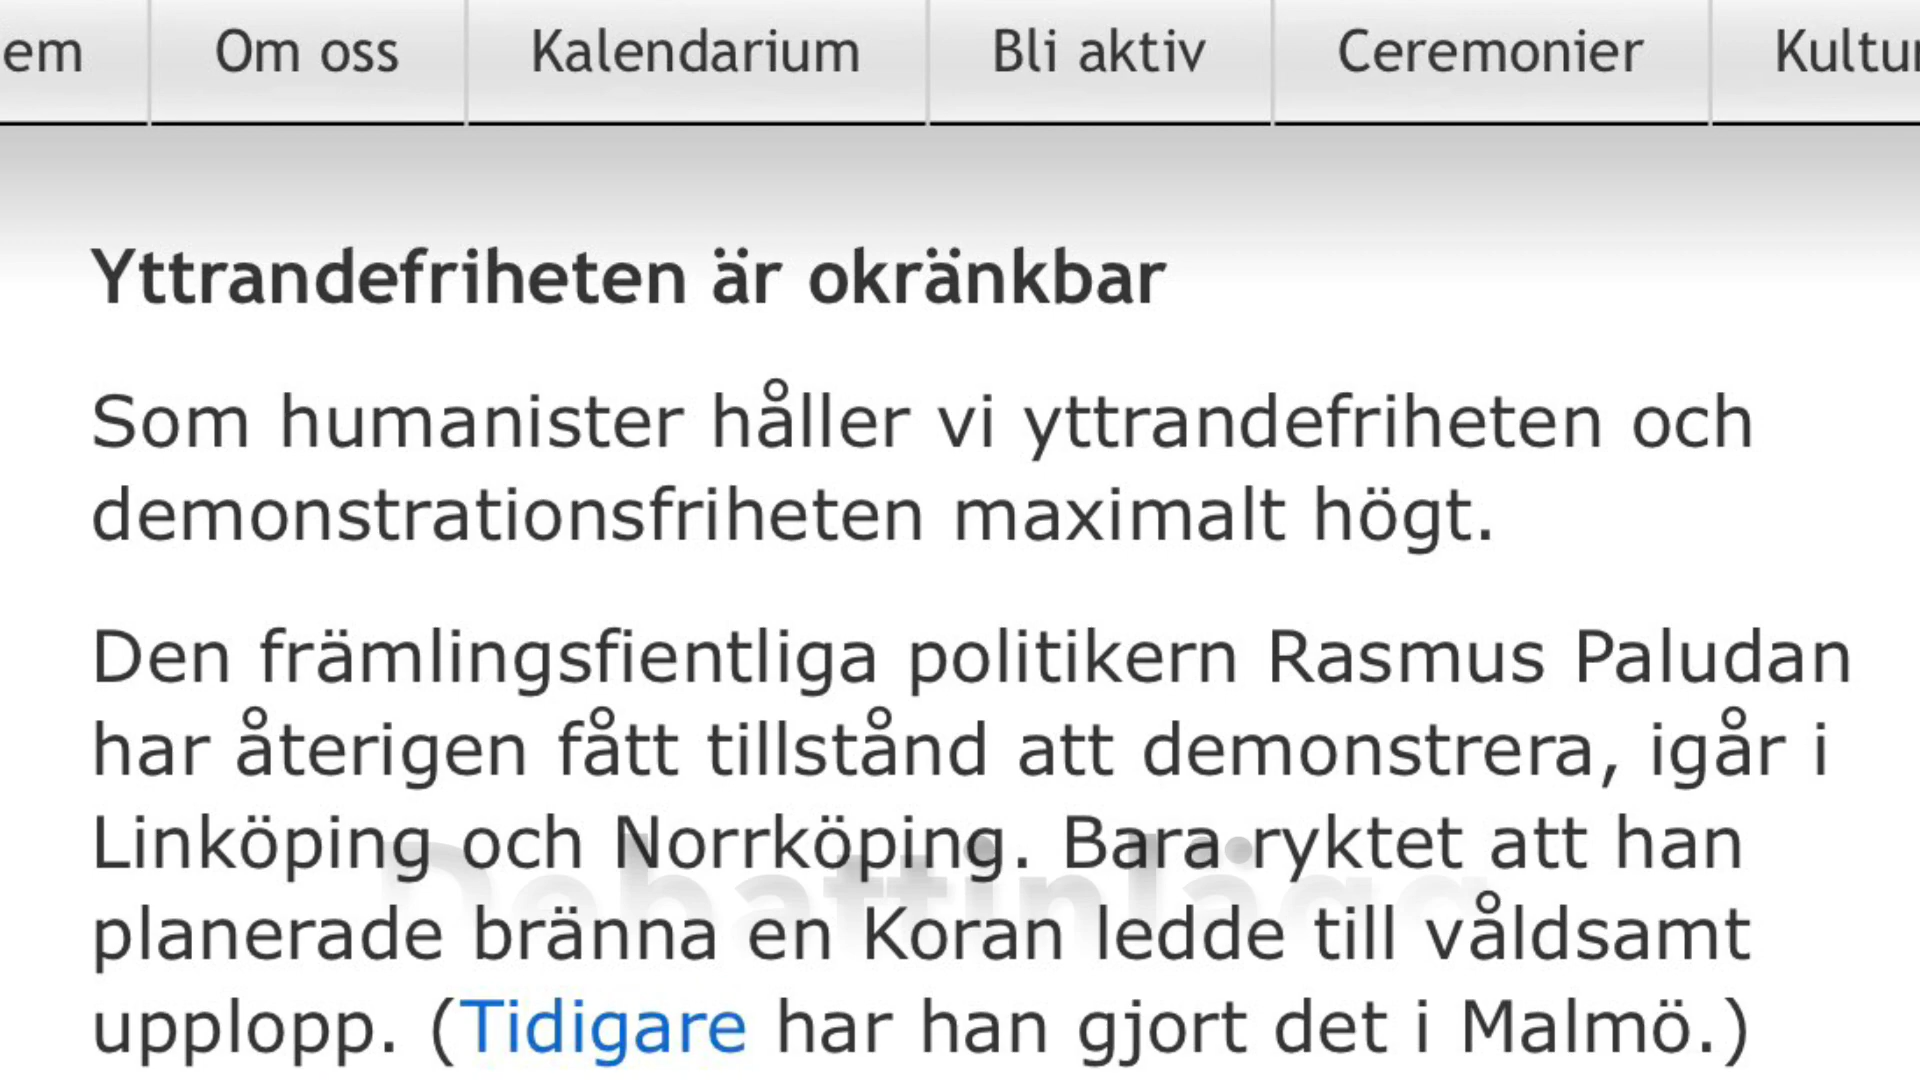 em Om oss Kalendarium Bli aktiv Ceremonier Kultur
Yttrandefriheten är okränkbar
Som humanister håller vi yttrandefriheten och
demonstrationsfriheten maximalt högt.
Den främlingsfientliga politikern Rasmus Paludan
har återigen fått tillstånd att demonstrera, igår i
Linköping och Norrköping. Bara ryktet att han
planerade bränna en Koran ledde till våldsamt
upplopp. (Tidigare har han gjort det i Malmö.)
Debattinlägg